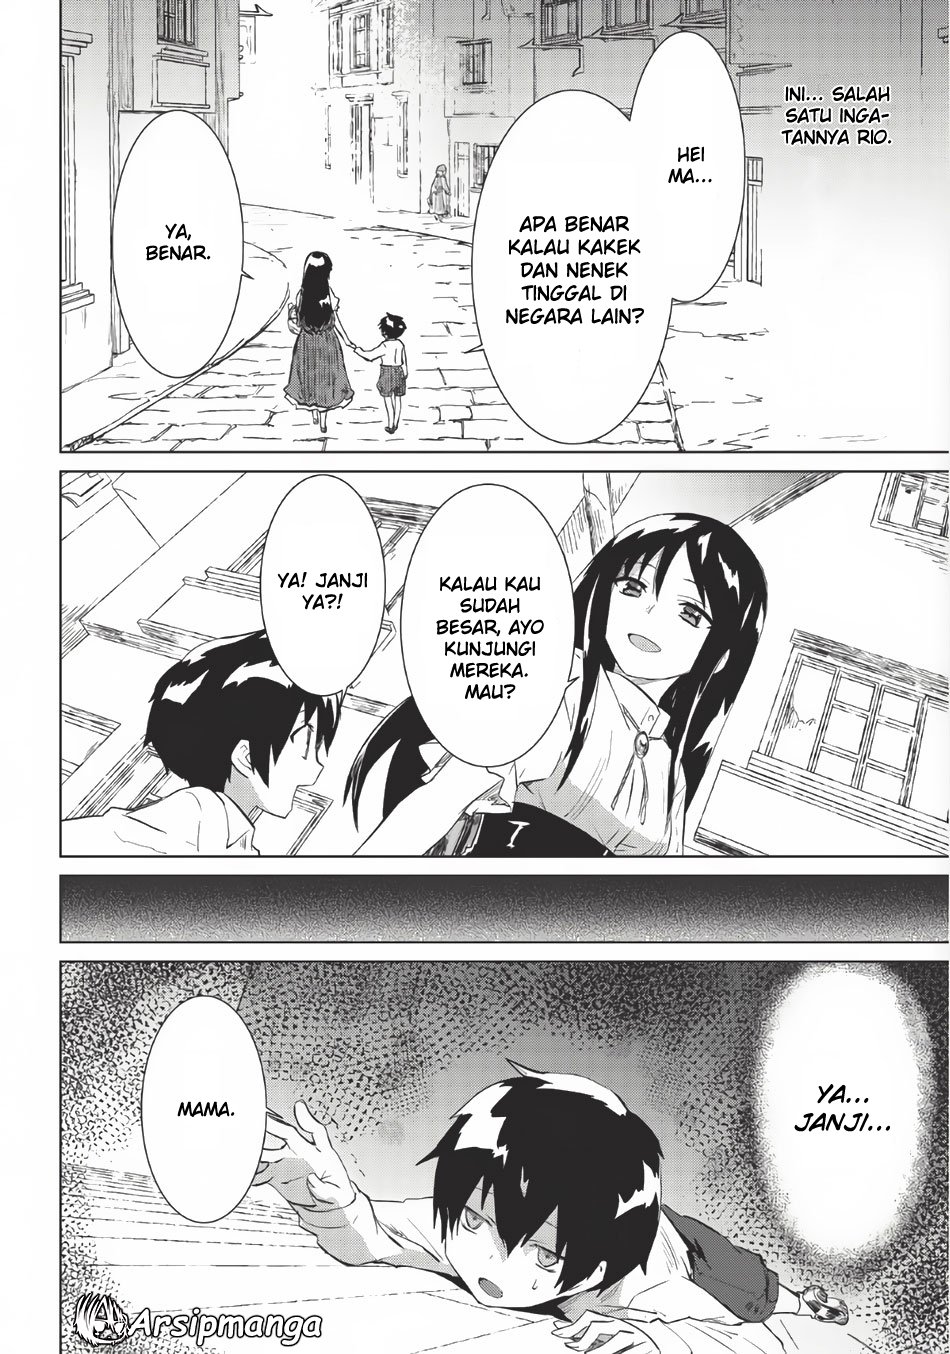 INI... SALAH
SATU INGA-
TANNYA RIO.
HEI
MA...
APA BENAR
KALAU KAKEK
DAN NENEK
TINGGAL DI
NEGARA LAIN?
YA,
BENAR.
KALAU KAU
SUDAH
BESAR, AYO
KUNJUNGI
MEREKA.
MAU?
YA! JANJI
YA?!
YA...
JANJI...
MAMA.
Arsipmanga